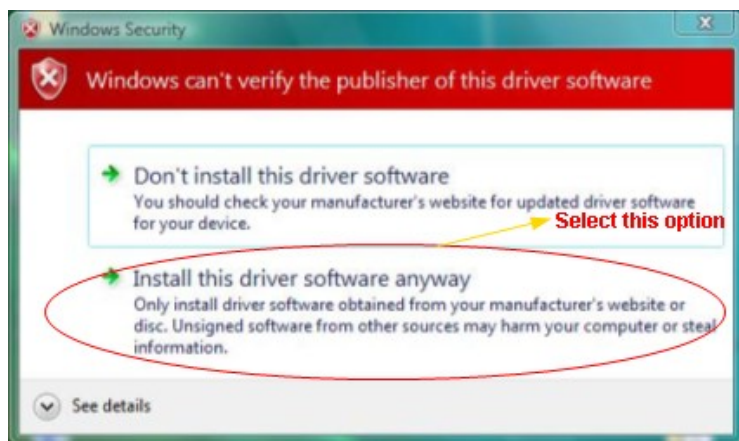 Windows Security
Windows can't verify the publisher of this driver software
Don't install this driver software
You should check your manufacturer's website for updated driver software
for your device.
Select this option
Install this driver software anyway
Only install driver software obtained from your manufacturer's website or
disc. Unsigned software from other sources may harm your computer or steal
information.
See details